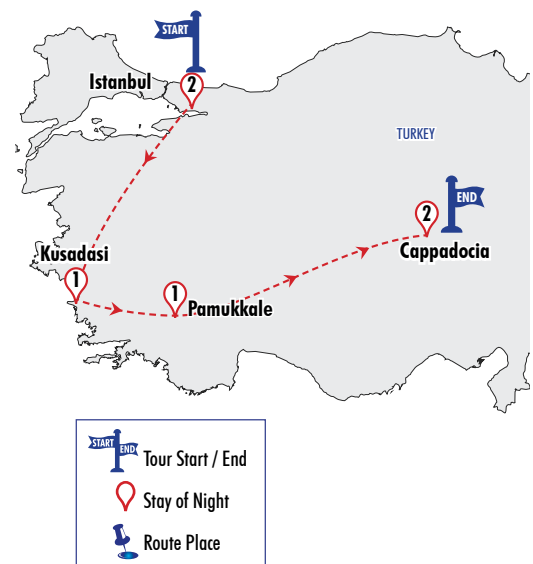 START
Istanbul
2
TURKEY
END
2
Cappadocia
Kusadasi
1
1
Pamukkale
START
END
Tour Start / End
Stay of Night
Route Place